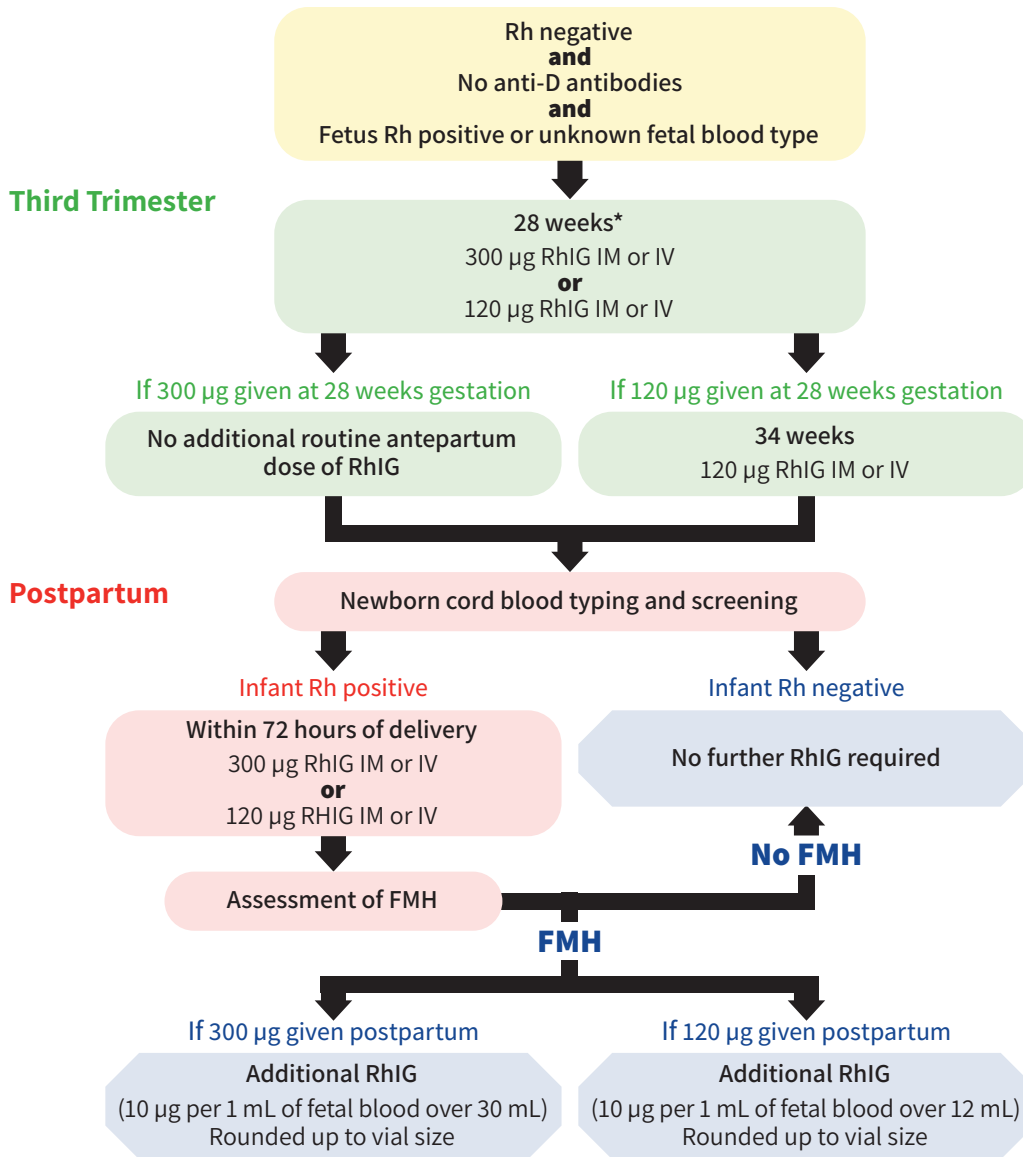 Rh negative
and
No anti-D antibodies
and
Fetus Rh positive or unknown fetal blood type
Third Trimester
28 weeks*
300 µg RhIG IM or IV
or
120 µg RhIG IM or IV
If 300 µg given at 28 weeks gestation
If 120 µg given at 28 weeks gestation
No additional routine antepartum
dose of RhIG
34 weeks
120 µg RhIG IM or IV
Postpartum
Newborn cord blood typing and screening
Infant Rh positive
Infant Rh negative
Within 72 hours of delivery
300 µg RhIG IM or IV
or
120 µg RHIG IM or IV
No further RhIG required
No FMH
Assessment of FMH
FMH
If 300 µg given postpartum
If 120 µg given postpartum
Additional RhIG
(10 µg per 1 mL of fetal blood over 30 mL)
Rounded up to vial size
Additional RhIG
(10 µg per 1 mL of fetal blood over 12 mL)
Rounded up to vial size